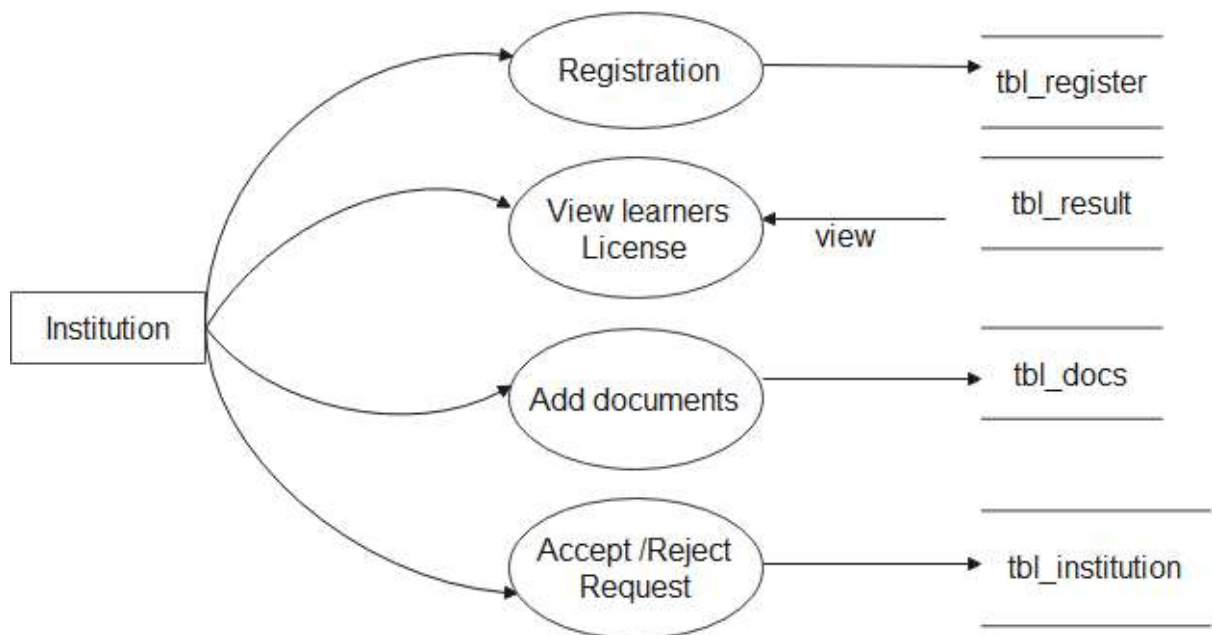 Registration
tbl_register
View learners
License
view
tbl_result
Institution
Add documents
tbl_docs
Accept /Reject
Request
tbl_institution